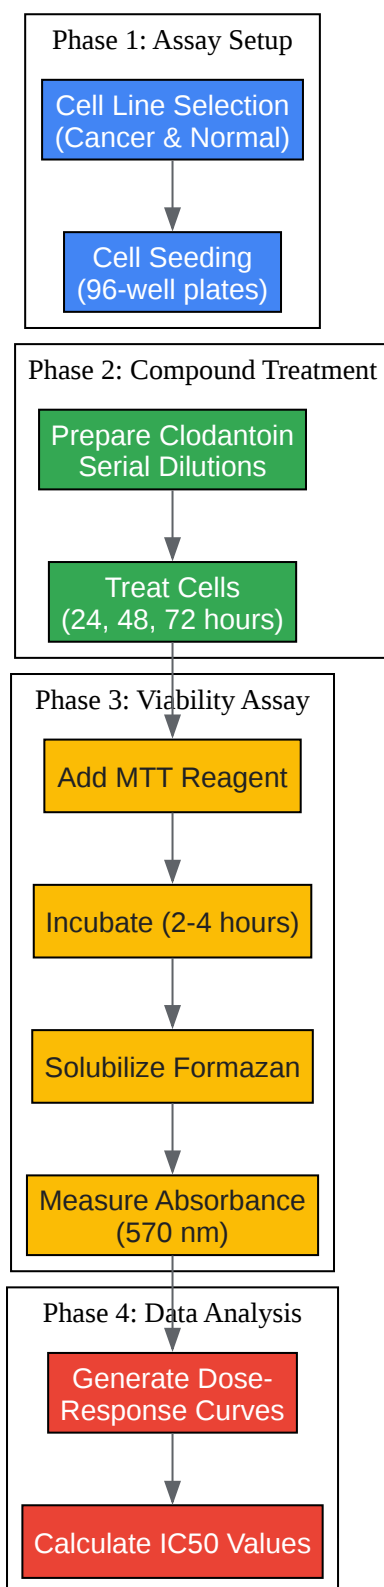 Phase 1: Assay Setup
Cell Line Selection
(Cancer & Normal)
Cell Seeding
(96-well plates)
Phase 2: Compound Treatment
Prepare Clodantoin
Serial Dilutions
Treat Cells
(24, 48, 72 hours)
Phase 3: Viability Assay
Add MTT Reagent
Incubate (2-4 hours)
Solubilize Formazan
Measure Absorbance
(570 nm)
Phase 4: Data Analysis
Generate Dose-
Response Curves
Calculate IC50 Values